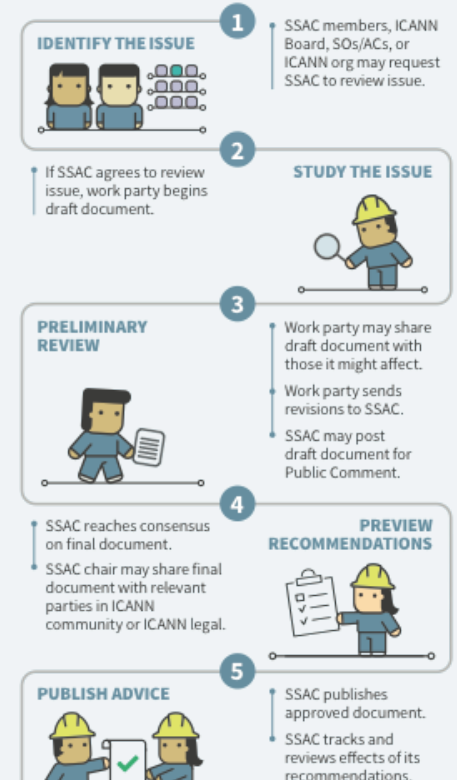 1
IDENTIFY THE ISSUE
SSAC members, ICANN
Board, SOs/ACs, or
ICANN org may request
SSAC to review issue.
2
STUDY THE ISSUE
If SSAC agrees to review
issue, work party begins
draft document.
3
PRELIMINARY
REVIEW
Work party may share
draft document with
those it might affect.
Work party sends
revisions to SSAC.
SSAC may post
draft document for
Public Comment.
4
PREVIEW
RECOMMENDATIONS
SSAC reaches consensus
on final document.
SSAC chair may share final
document with relevant
parties in ICANN
community or ICANN legal.
5
PUBLISH ADVICE
SSAC publishes
approved document.
SSAC tracks and
reviews effects of its
recommendations.